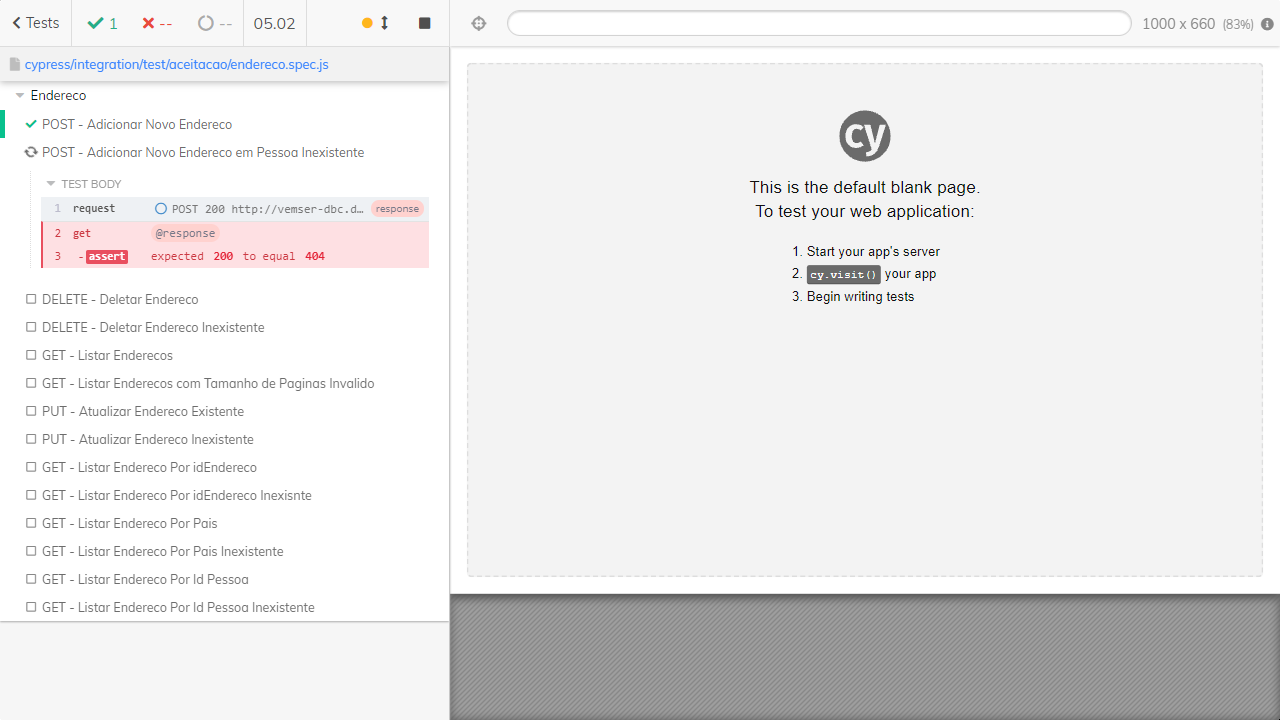 Tests
1
--
--
05.02
1000 x 660 (83%)
cypress/integration/test/aceitacao/endereco.spec.js
Endereco
POST - Adicionar Novo Endereco
POST - Adicionar Novo Endereco em Pessoa Inexistente
TEST BODY
1 request POST 200 http://vemser-dbc.d… response
2 get @response
3 -assert expected 200 to equal 404
DELETE - Deletar Endereco
DELETE - Deletar Endereco Inexistente
GET - Listar Enderecos
GET - Listar Enderecos com Tamanho de Paginas Invalido
PUT - Atualizar Endereco Existente
PUT - Atualizar Endereco Inexistente
GET - Listar Endereco Por idEndereco
GET - Listar Endereco Por idEndereco Inexisnte
GET - Listar Endereco Por Pais
GET - Listar Endereco Por Pais Inexistente
GET - Listar Endereco Por Id Pessoa
GET - Listar Endereco Por Id Pessoa Inexistente
cy
This is the default blank page.
To test your web application:
1. Start your app's server
2. cy.visit() your app
3. Begin writing tests